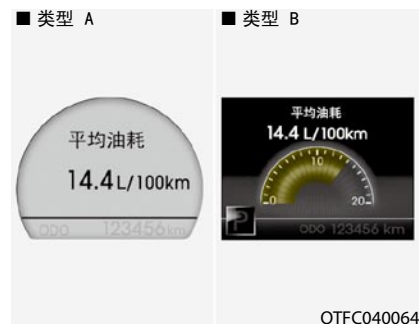 ■ 类型 A
■ 类型 B
平均油耗
14.4L/100km
ODO 123456 km
平均油耗
14.4 L/100km
10
0 20
P
ODO 123456 km
OTFC040064